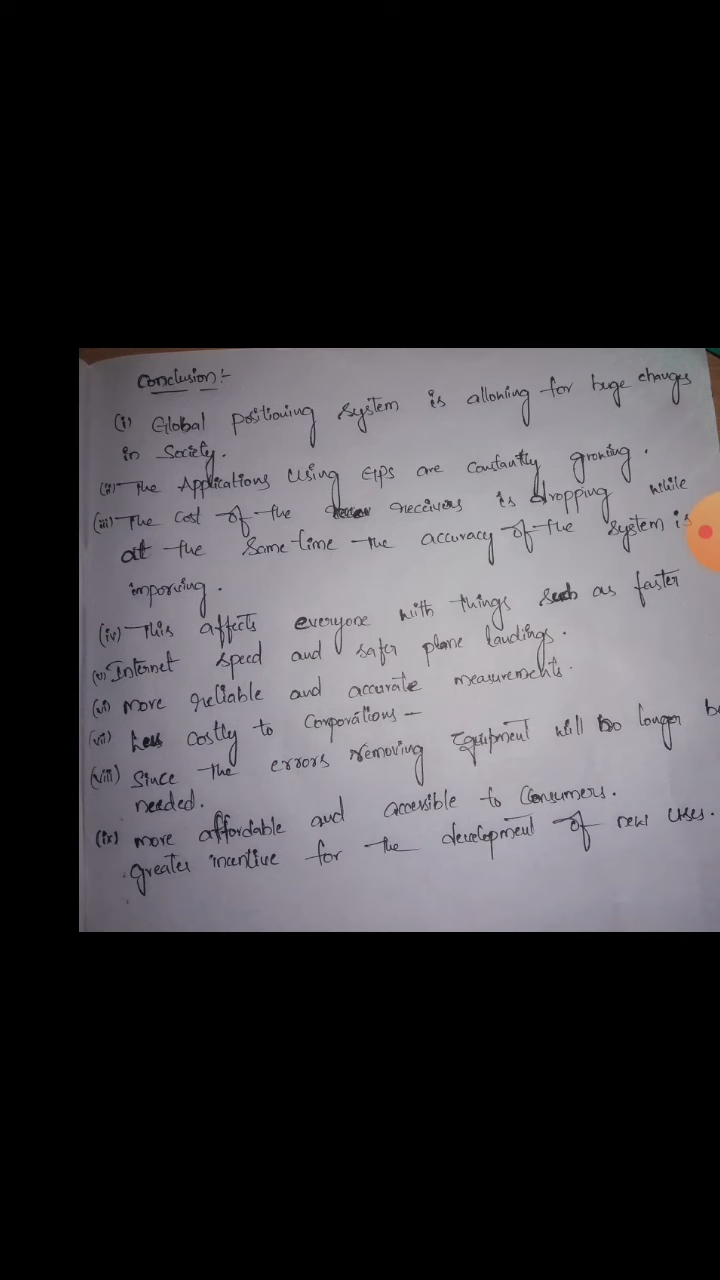 Conclusion:-
(i) Global positioning system is allowing for huge changes
in Society.
(ii) The Applications using GPS are constantly growing.
(iii) The cost of the receivers is dropping while
at the same time the accuracy of the system is
imporving.
(iv) This affects everyone with things such as faster
(v) Internet speed and safer plane landings.
(vi) more reliable and accurate measurements.
(vii) Less costly to Corporations -
(viii) Since the errors removing Equipment will no longer be
needed.
(ix) more affordable and accessible to Consumers.
greater incentive for the development of new uses.